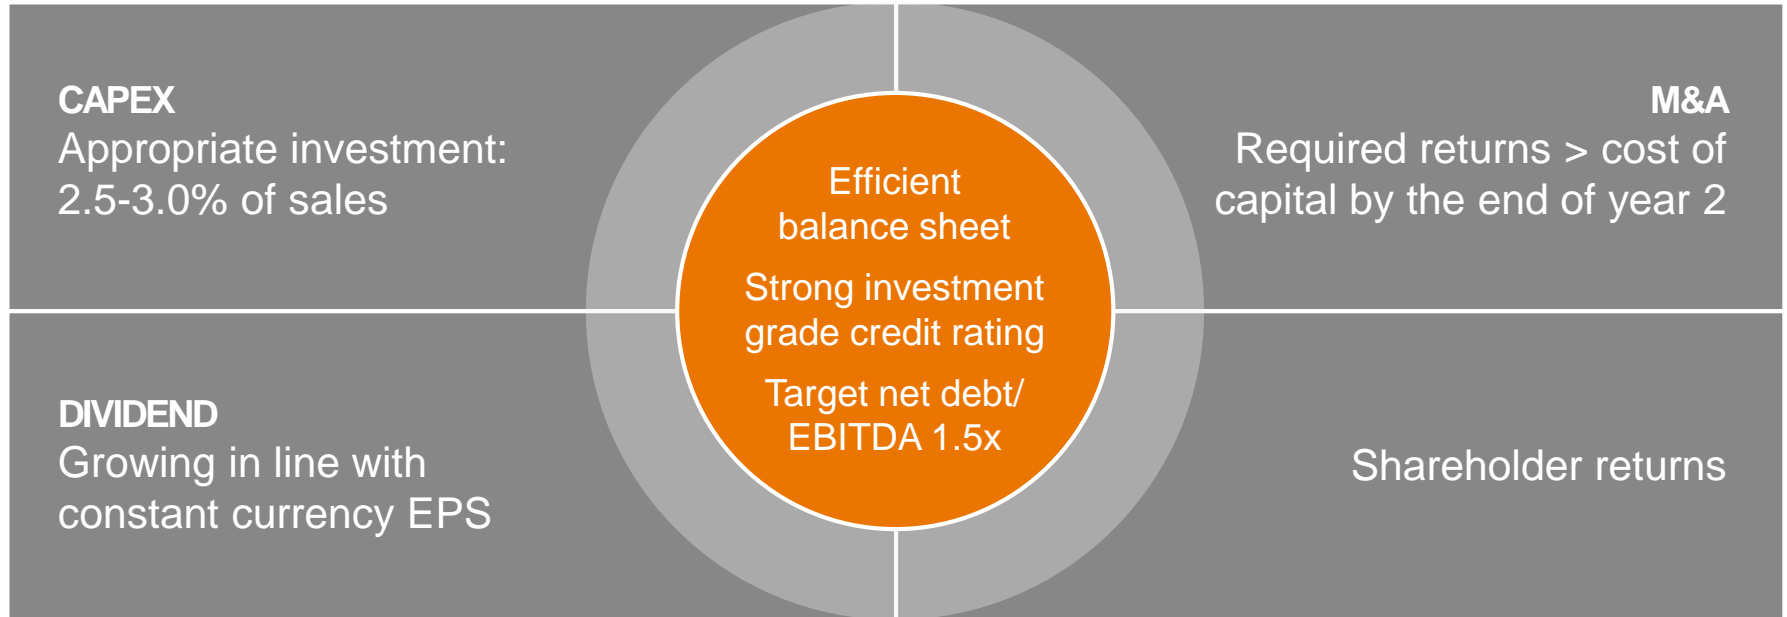 CAPEX
Appropriate investment:
2.5-3.0% of sales
M&A
Required returns > cost of
capital by the end of year 2
Efficient
balance sheet
Strong investment
grade credit rating
Target net debt/
EBITDA 1.5x
DIVIDEND
Growing in line with
constant currency EPS
Shareholder returns